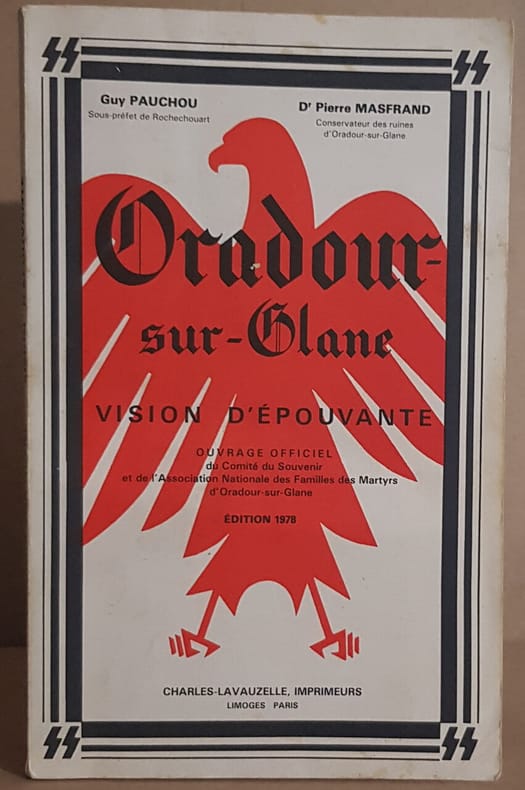 Guy PAUCHOU
Sous-préfet de Rochechouart
Dr Pierre MASFRAND
Conservateur des ruines
d'Oradour-sur-Glane
Oradour-
sur-Glane
VISION D'ÉPOUVANTE
OUVRAGE OFFICIEL
du Comité du Souvenir
et de l'Association Nationale des Familles des Martyrs
d'Oradour-sur-Glane
ÉDITION 1978
CHARLES-LAVAUZELLE, IMPRIMEURS
LIMOGES PARIS